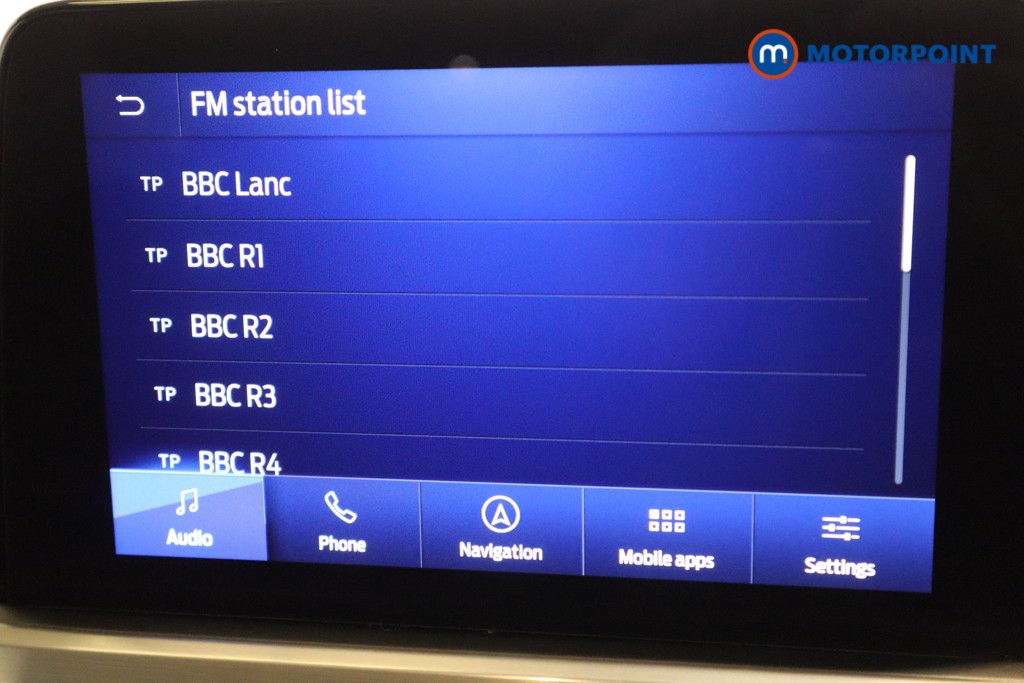 m MOTORPOINT
FM station list
TP BBC Lanc
TP BBC R1
TP BBC R2
TP BBC R3
TP BBC R4
Audio
Phone
Navigation
Mobile apps
Settings